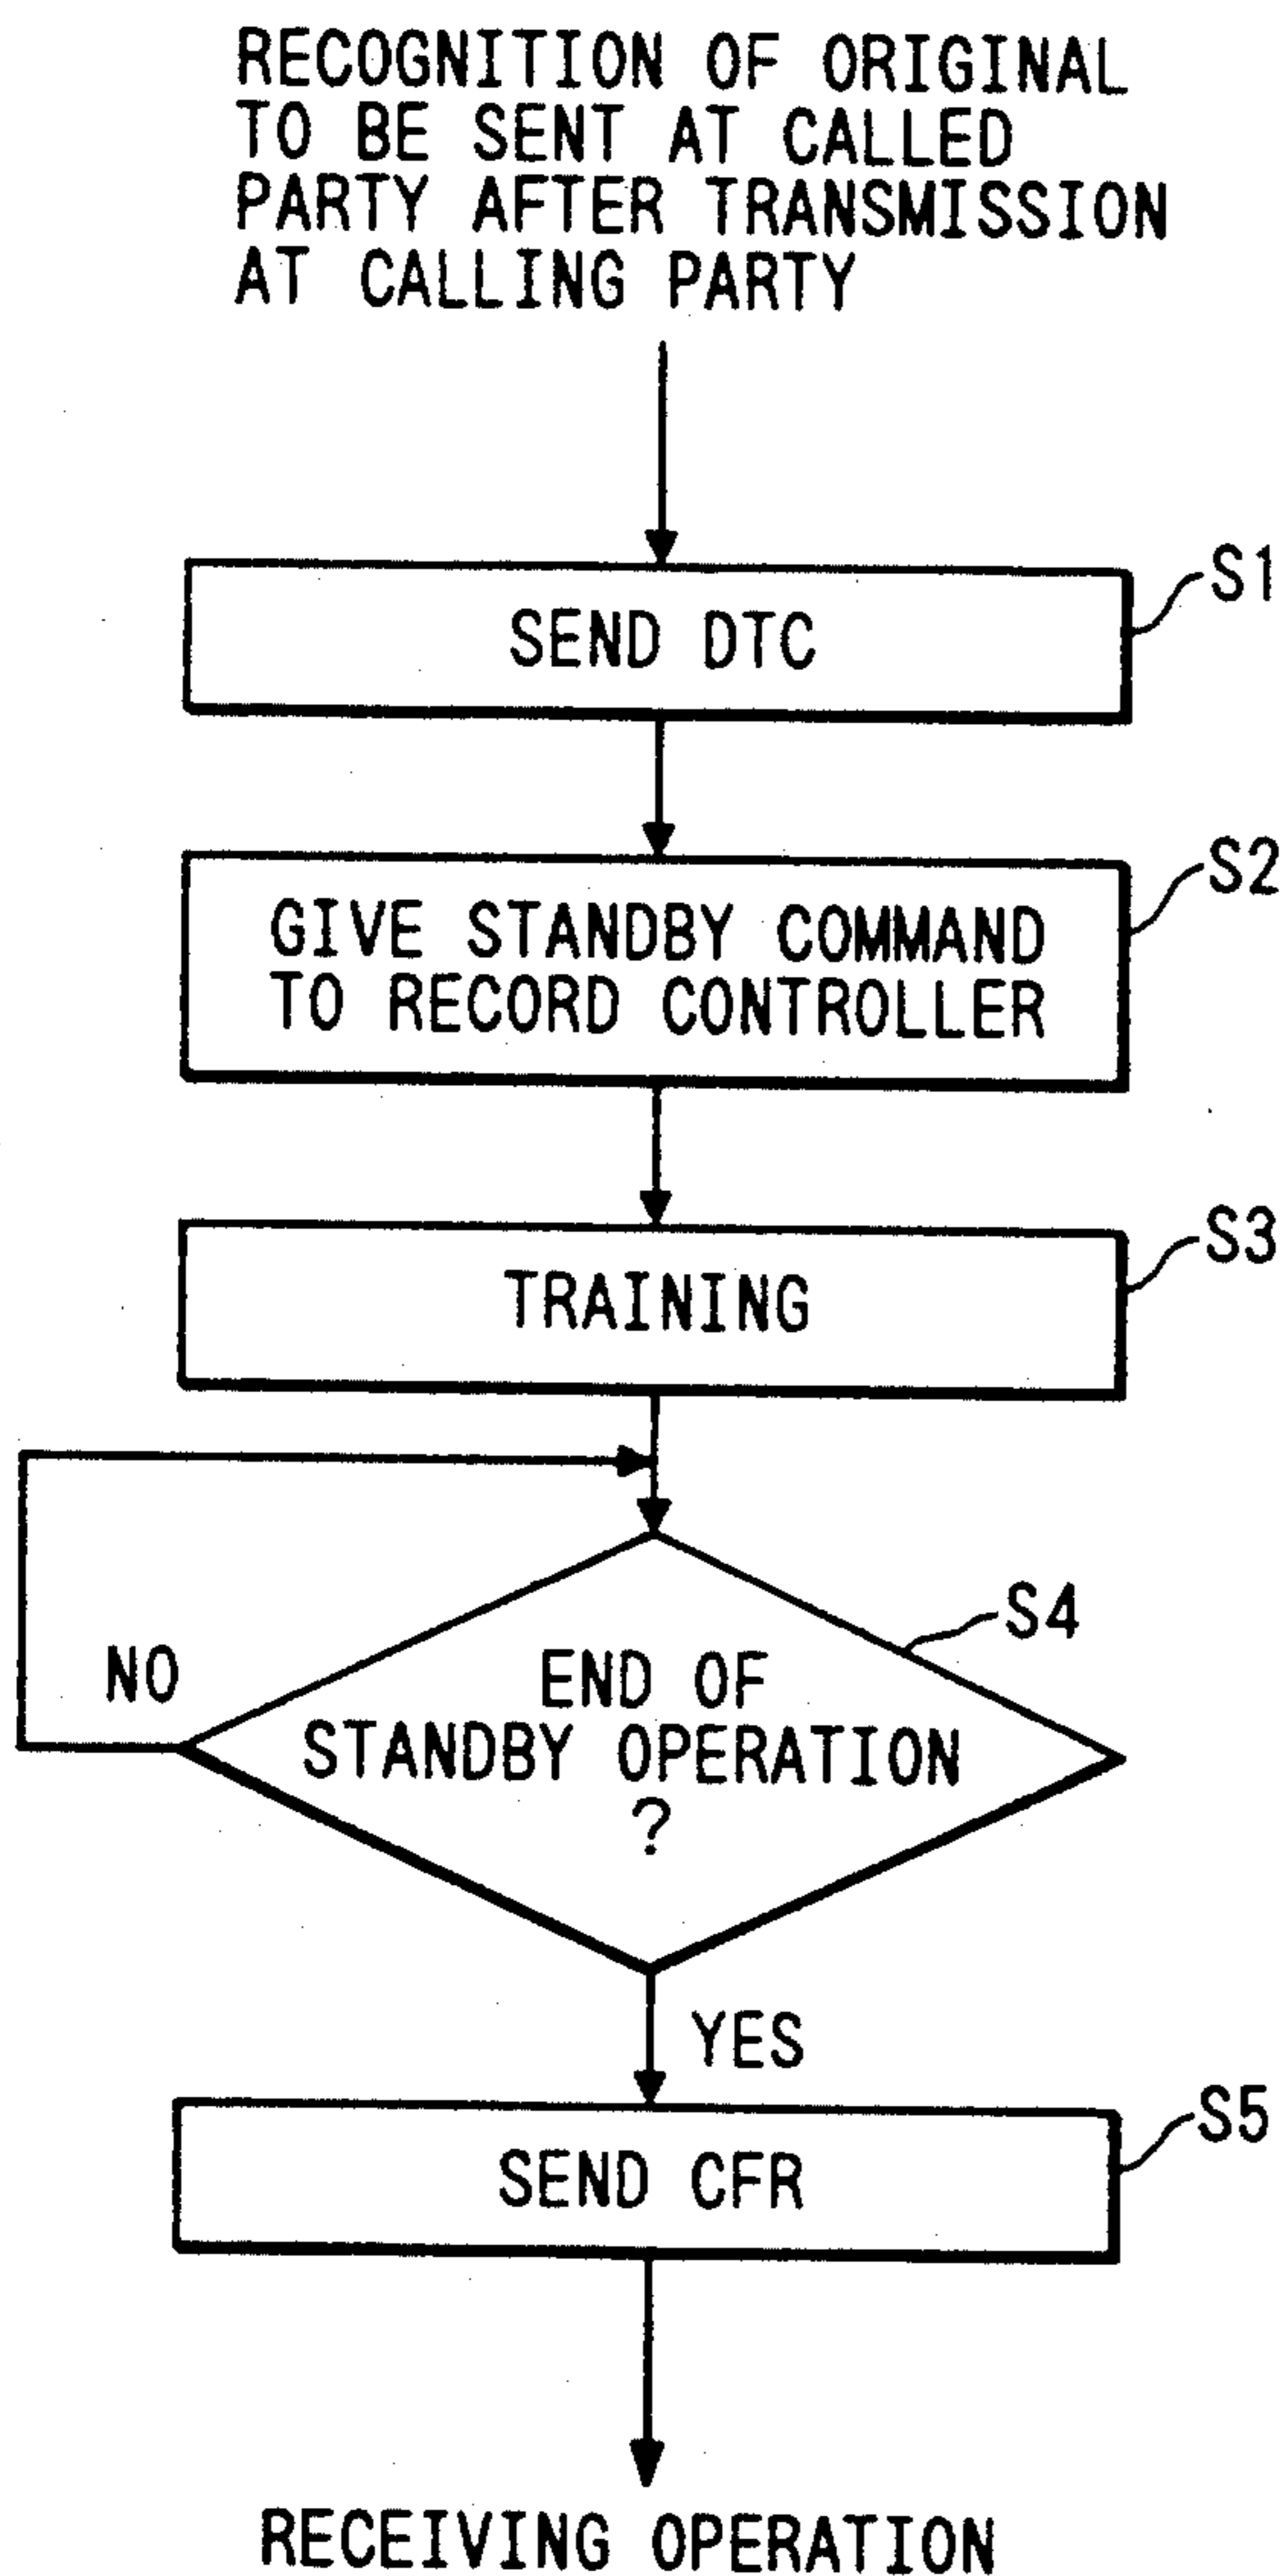 RECOGNITION OF ORIGINAL
TO BE SENT AT CALLED
PARTY AFTER TRANSMISSION
AT CALLING PARTY
SEND DTC
S1
GIVE STANDBY COMMAND
TO RECORD CONTROLLER
S2
TRAINING
S3
NO
END OF
STANDBY OPERATION
?
S4
YES
SEND CFR
S5
RECEIVING OPERATION